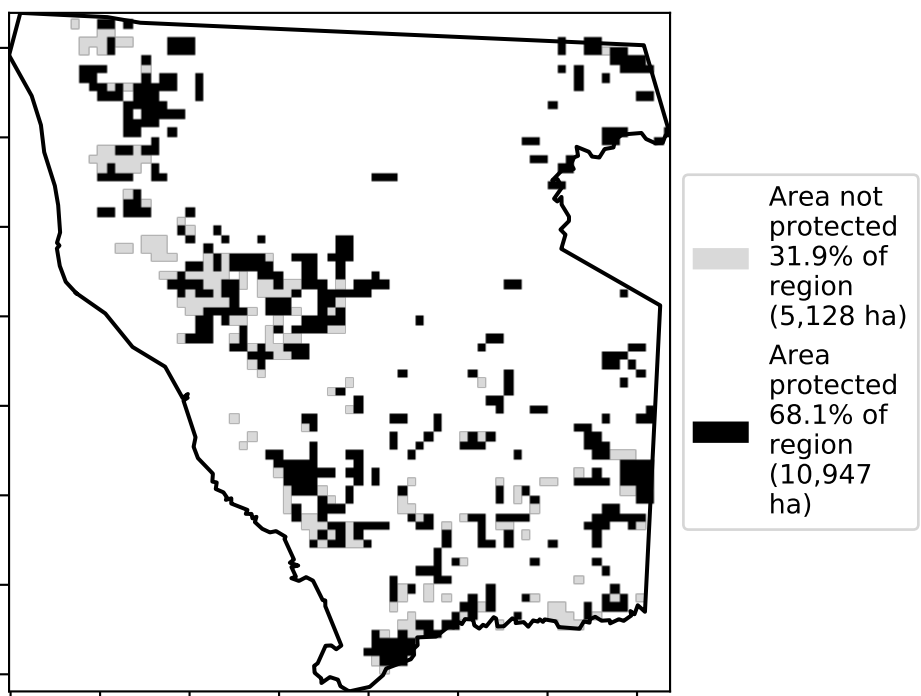 Area not
protected
31.9% of
region
(5,128 ha)
Area
protected
68.1% of
region
(10,947
ha)